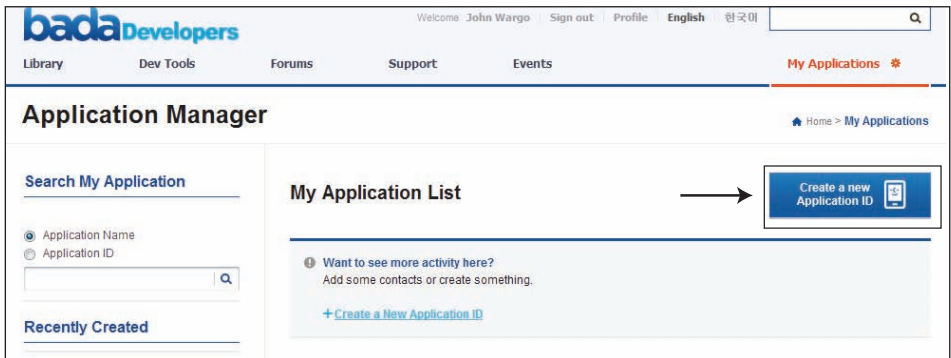 bada Developers
Welcome John Wargo Sign out Profile English 한국어
Library Dev Tools Forums Support Events My Applications
Application Manager
Home > My Applications
Search My Application
Application Name
Application ID
Recently Created
My Application List
Create a new
Application ID
Want to see more activity here?
Add some contacts or create something.
+Create a New Application ID